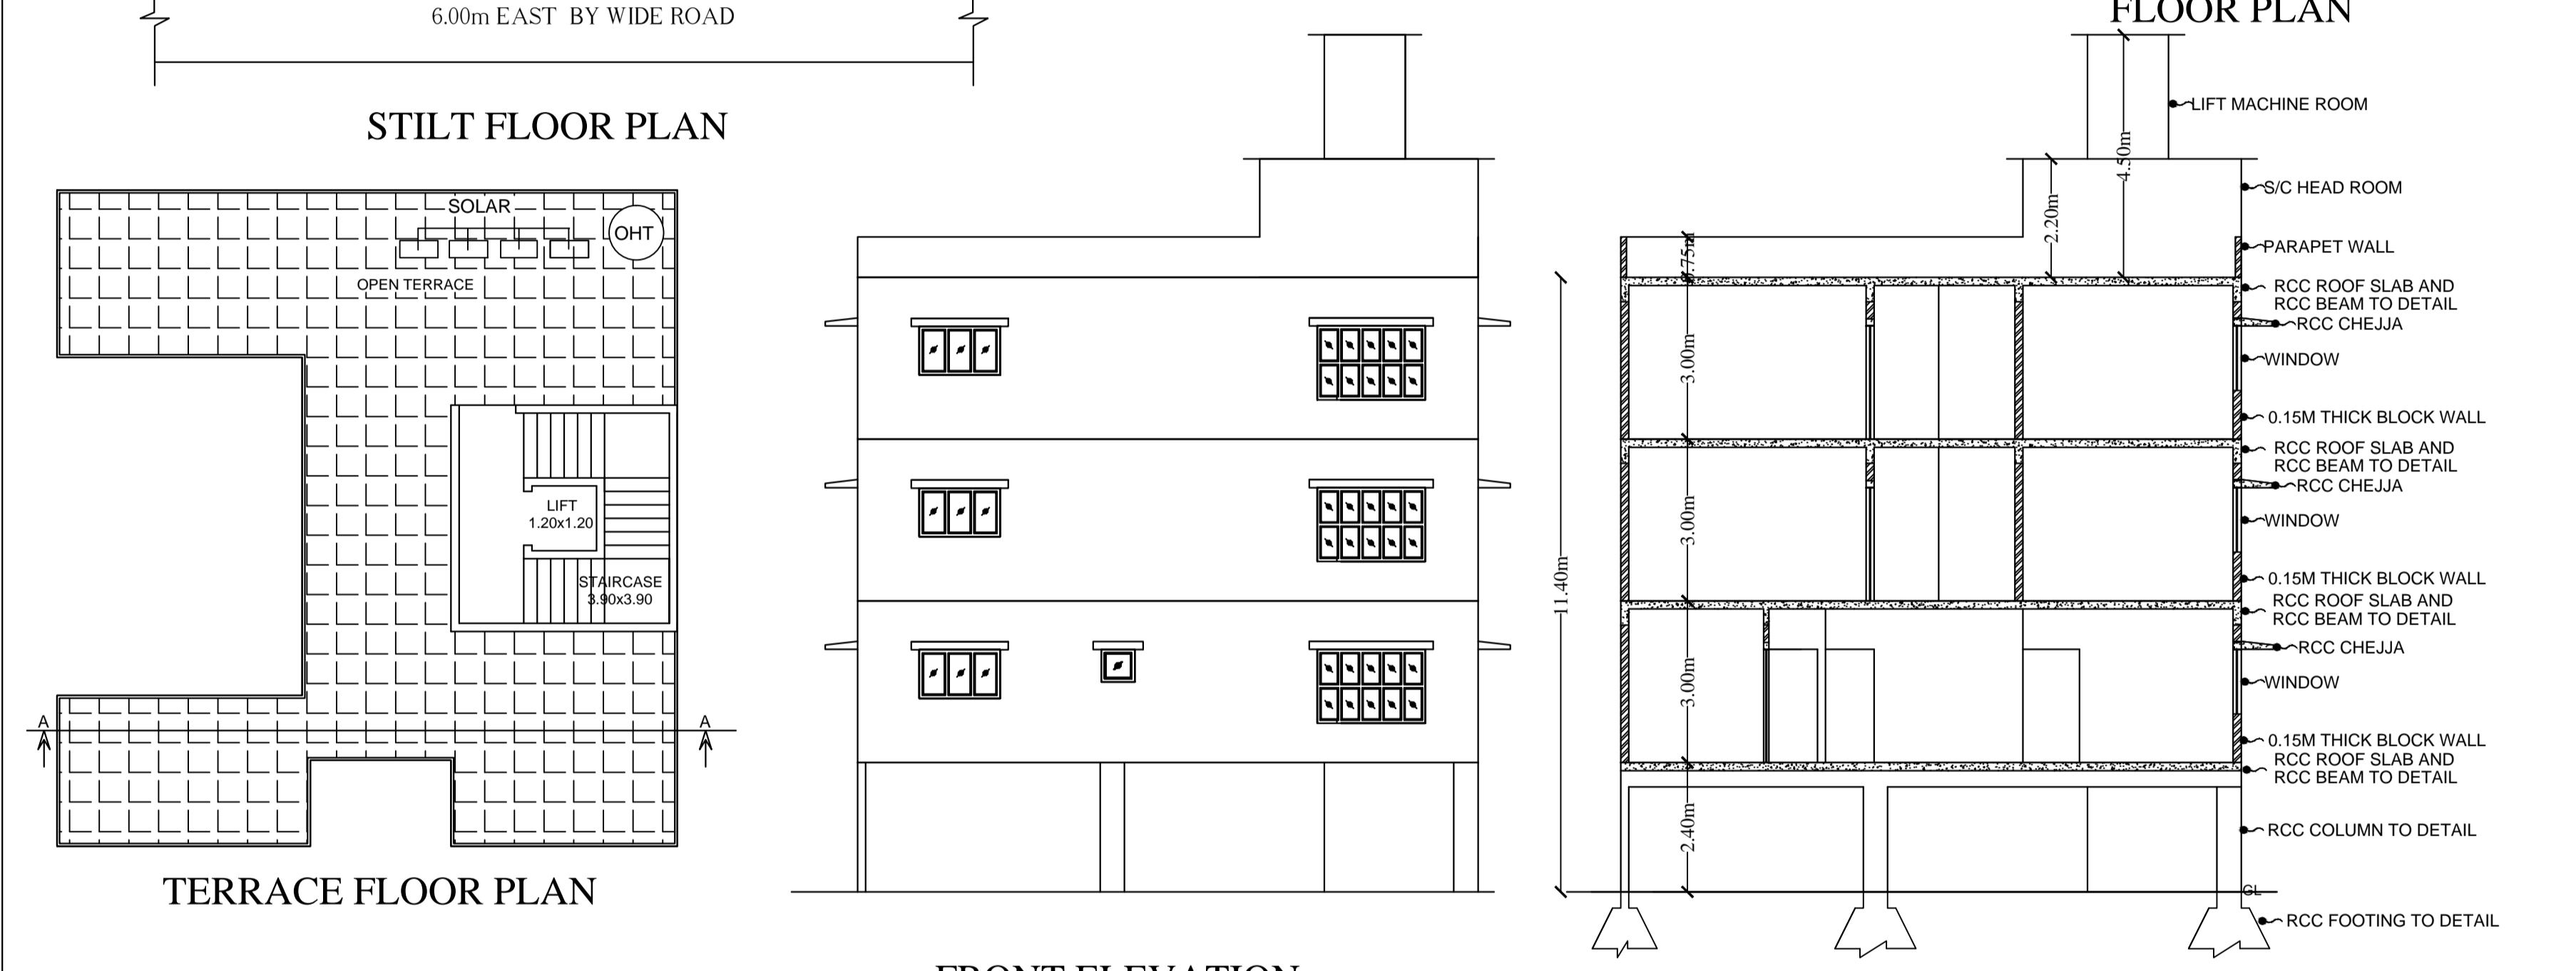 6.00m EAST BY WIDE ROAD
STILT FLOOR PLAN
SOLAR
OHT
OPEN TERRACE
LIFT
1.20x1.20
STAIRCASE
3.90x3.90
A
A
TERRACE FLOOR PLAN
FRONT ELEVATION
FLOOR PLAN
11.40m
0.75m
3.00m
3.00m
3.00m
2.40m
2.20m
4.50m
LIFT MACHINE ROOM
S/C HEAD ROOM
PARAPET WALL
RCC ROOF SLAB AND
RCC BEAM TO DETAIL
RCC CHEJJA
WINDOW
0.15M THICK BLOCK WALL
RCC ROOF SLAB AND
RCC BEAM TO DETAIL
RCC CHEJJA
WINDOW
0.15M THICK BLOCK WALL
RCC ROOF SLAB AND
RCC BEAM TO DETAIL
RCC CHEJJA
WINDOW
0.15M THICK BLOCK WALL
RCC ROOF SLAB AND
RCC BEAM TO DETAIL
RCC COLUMN TO DETAIL
GL
RCC FOOTING TO DETAIL